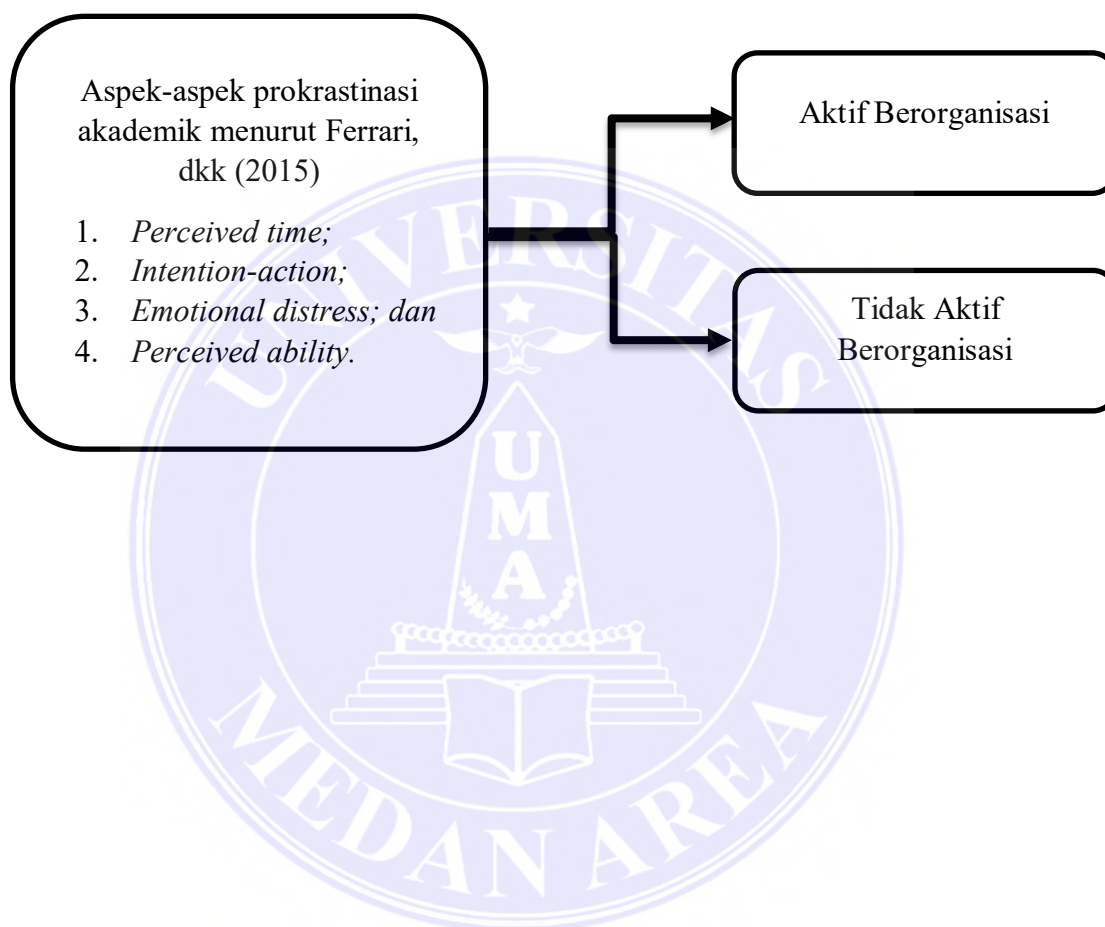 Aspek-aspek prokrastinasi
akademik menurut Ferrari,
dkk (2015)
1. Perceived time;
2. Intention-action;
3. Emotional distress; dan
4. Perceived ability.
Aktif Berorganisasi
Tidak Aktif
Berorganisasi
UNIVERSITAS
U
M
A
MEDAN AREA